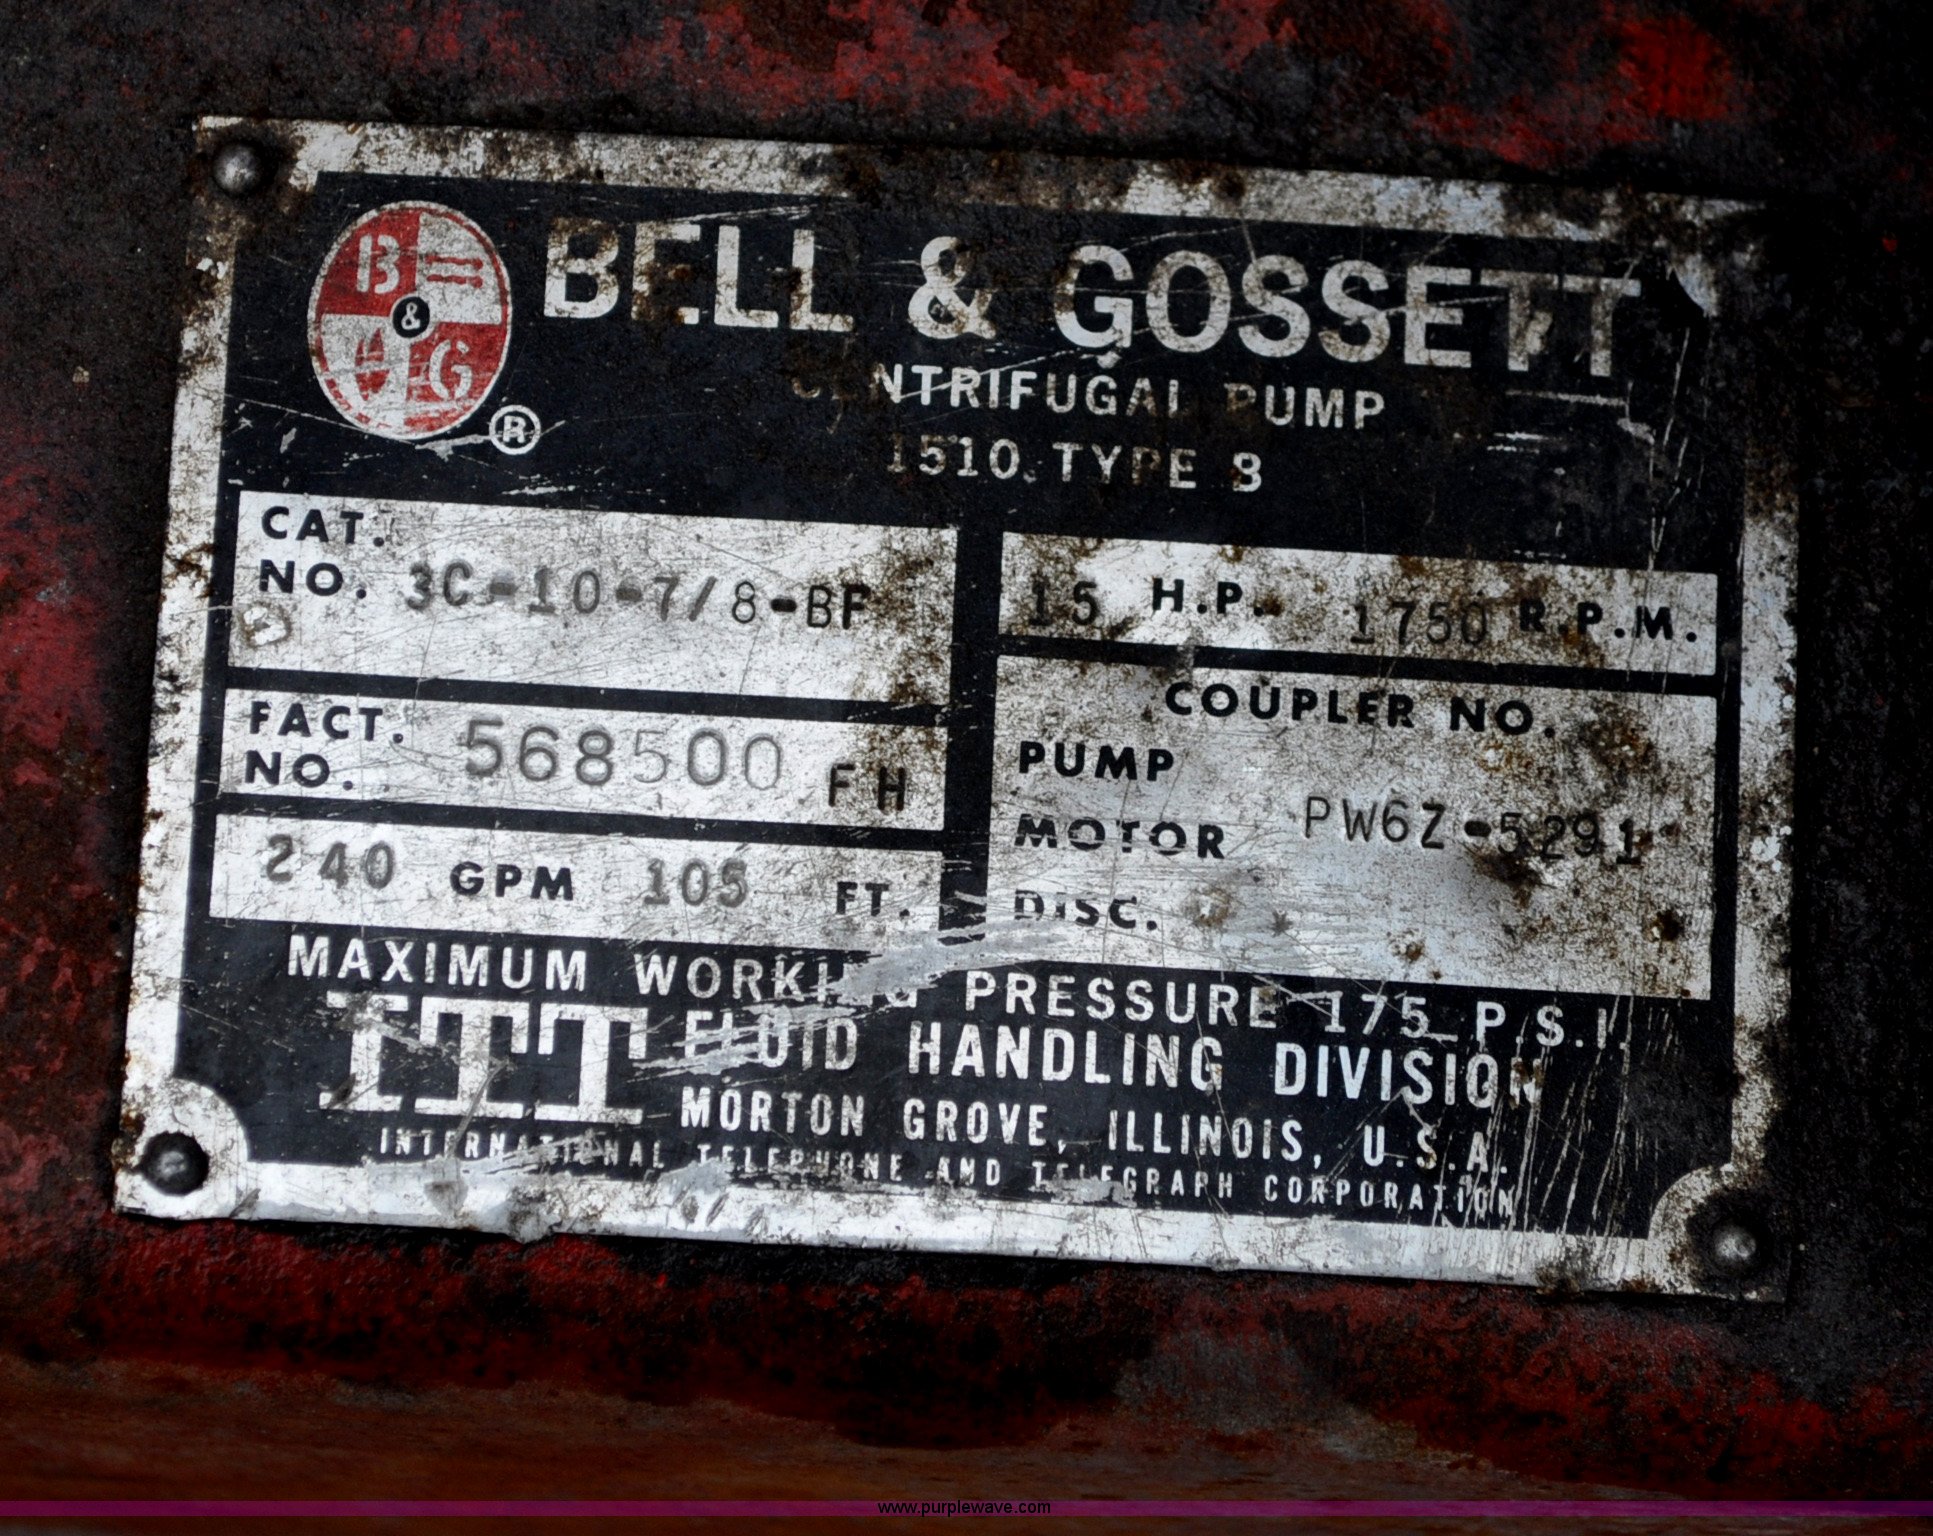 B & G
®
BELL & GOSSETT
CENTRIFUGAL PUMP
1510 TYPE B
CAT.
NO. 3C-10-7/8-BF
15 H.P. 1750 R.P.M.
FACT.
NO. 568500 FH
COUPLER NO.
PUMP
MOTOR PW6Z-5291
DISC.
240 GPM 105 FT.
MAXIMUM WORKING PRESSURE 175 P.S.I.
ITT FLUID HANDLING DIVISION
MORTON GROVE, ILLINOIS, U.S.A.
INTERNATIONAL TELEPHONE AND TELEGRAPH CORPORATION
www.purplewave.com